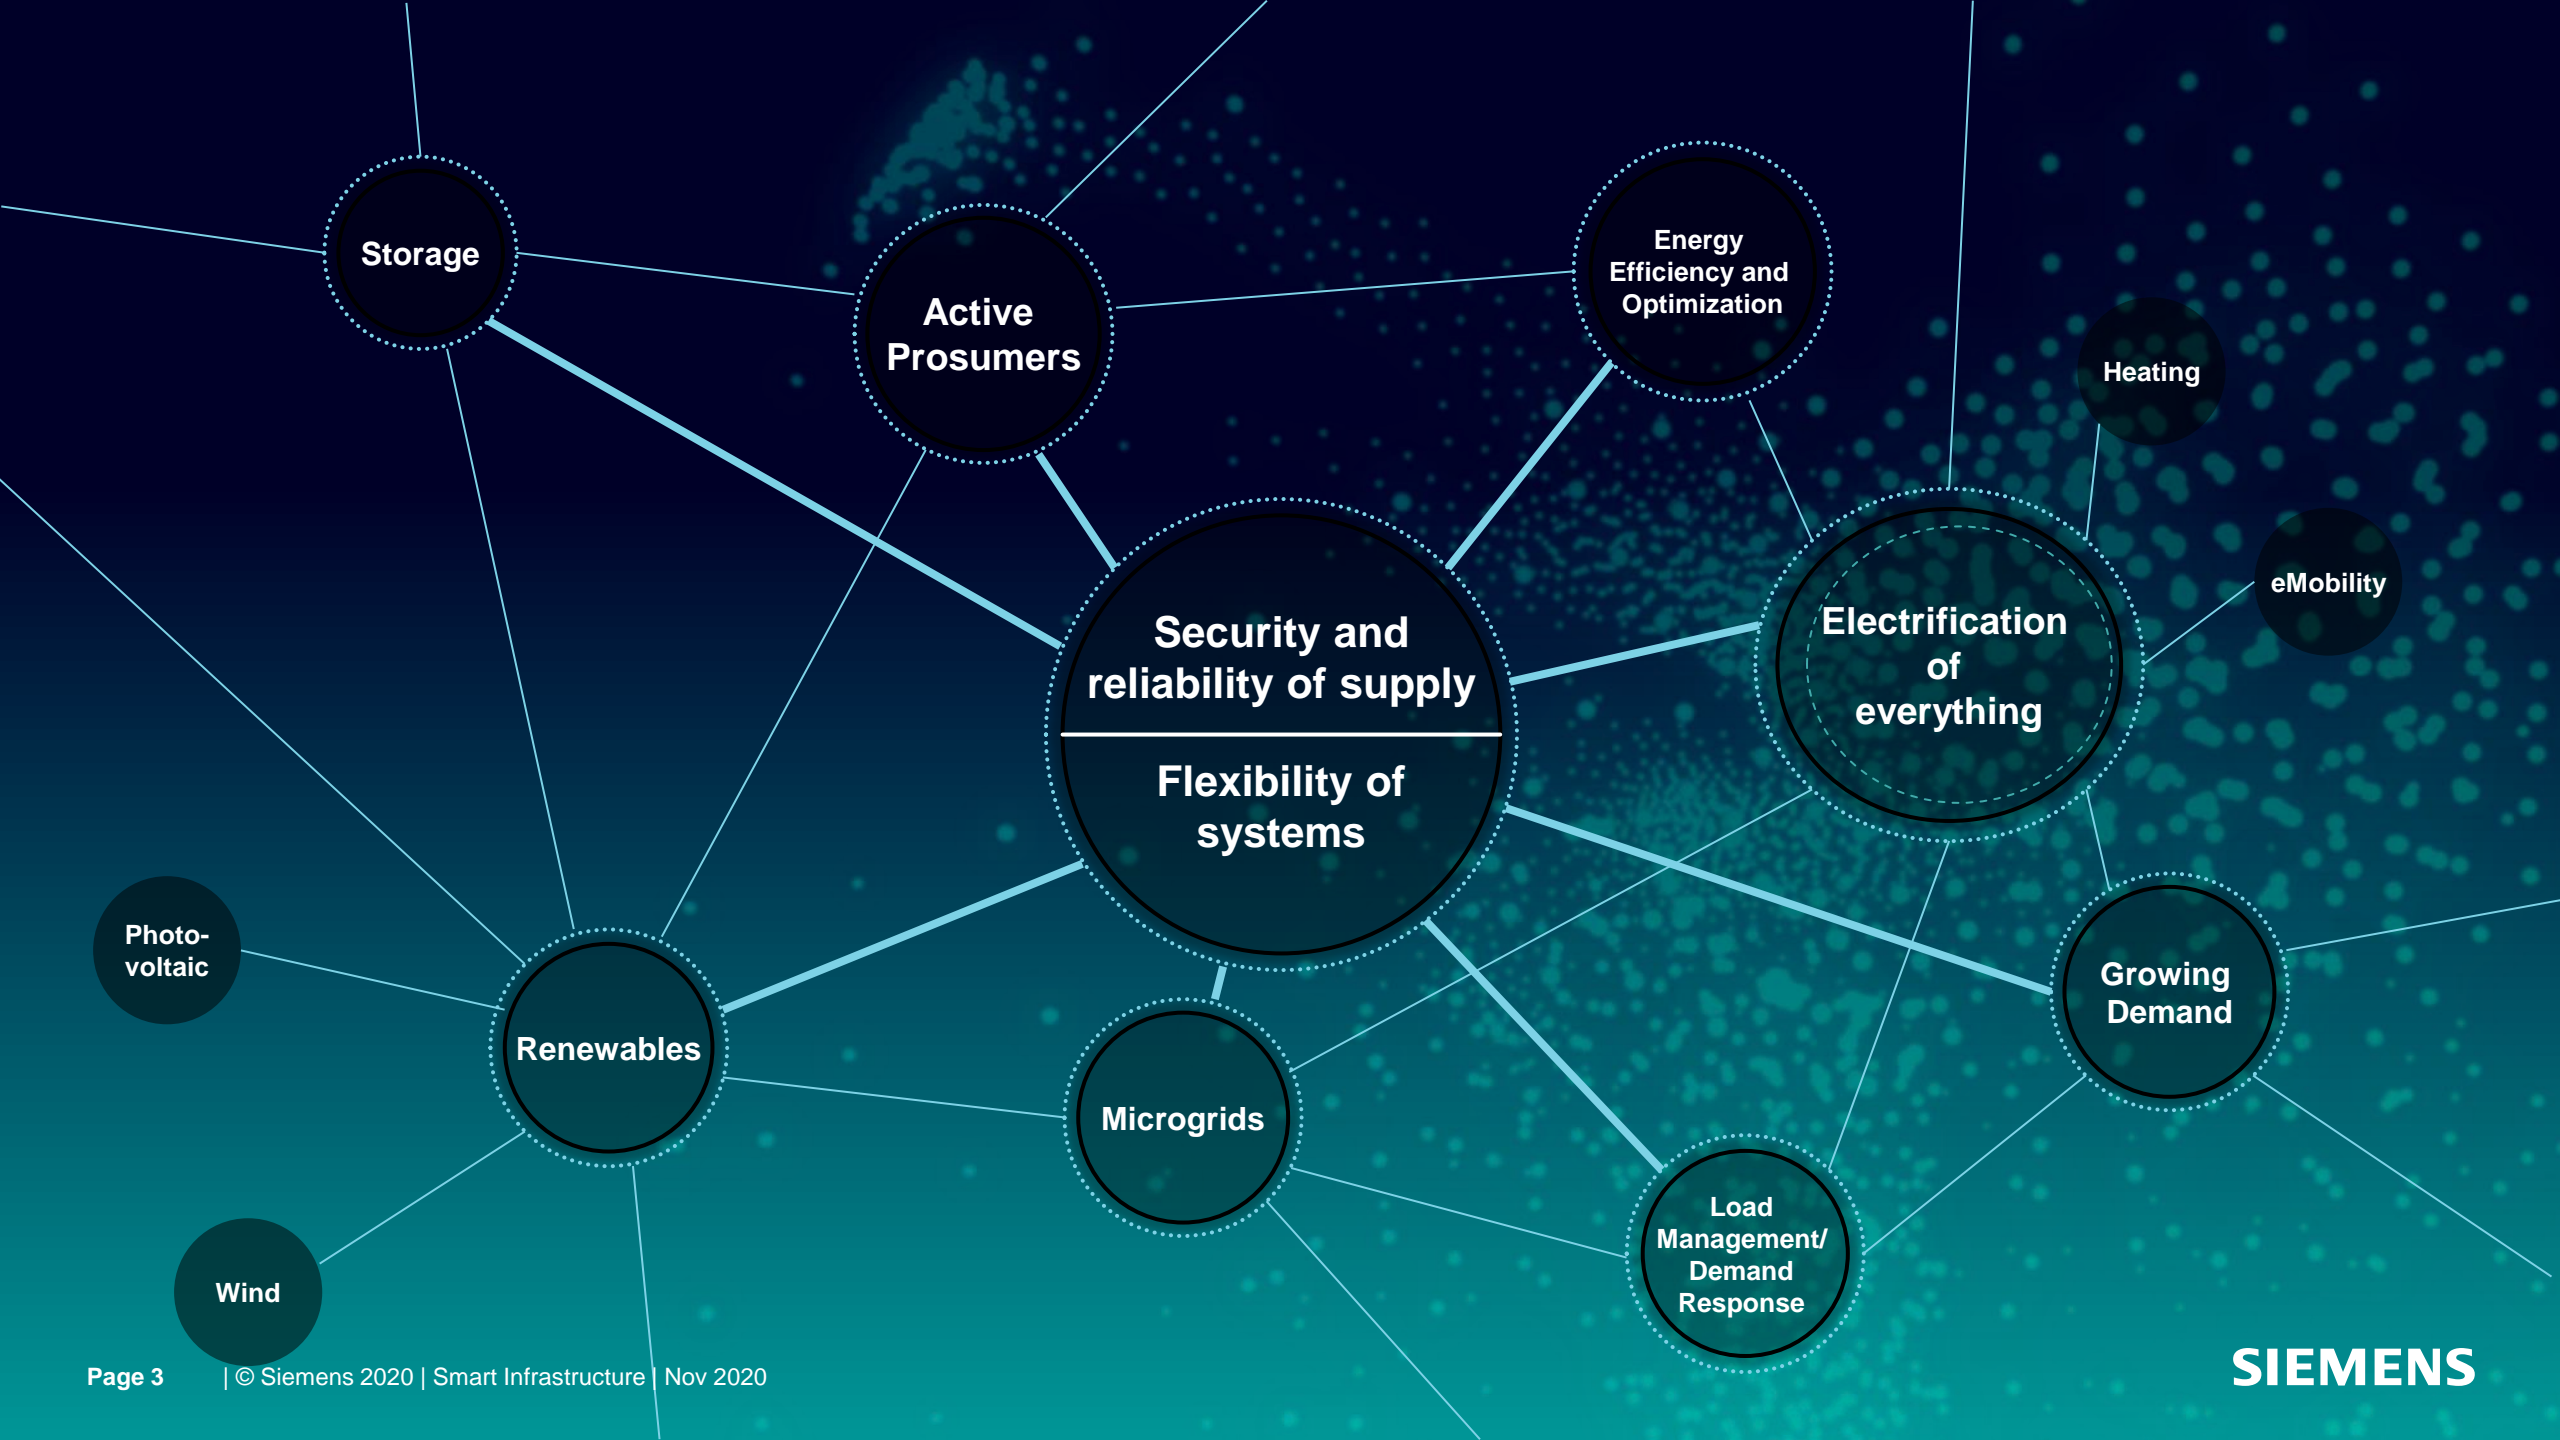 Storage
Active
Prosumers
Energy
Efficiency and
Optimization
Heating
eMobility
Security and
reliability of supply
Flexibility of
systems
Electrification
of
everything
Photo-
voltaic
Renewables
Growing
Demand
Microgrids
Load
Management/
Demand
Response
Wind
Page 3 | © Siemens 2020 | Smart Infrastructure | Nov 2020
SIEMENS